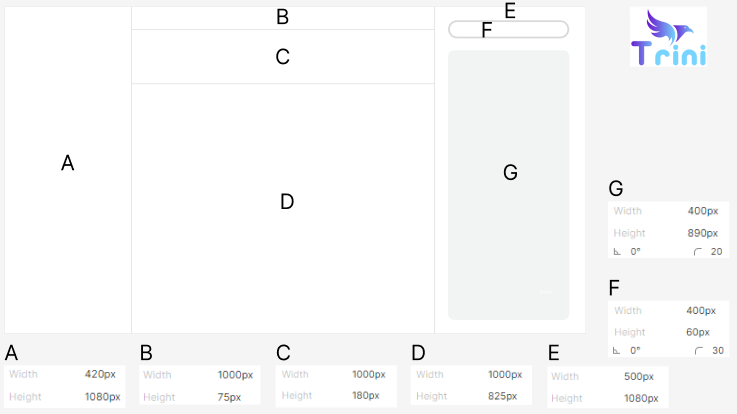 B
E
F
C
Trini
A
G
D
G
Width 400px
Height 890px
0° 20
F
Width 400px
Height 60px
0° 30
A
Width 420px
Height 1080px
B
Width 1000px
Height 75px
C
Width 1000px
Height 180px
D
Width 1000px
Height 825px
E
Width 500px
Height 1080px